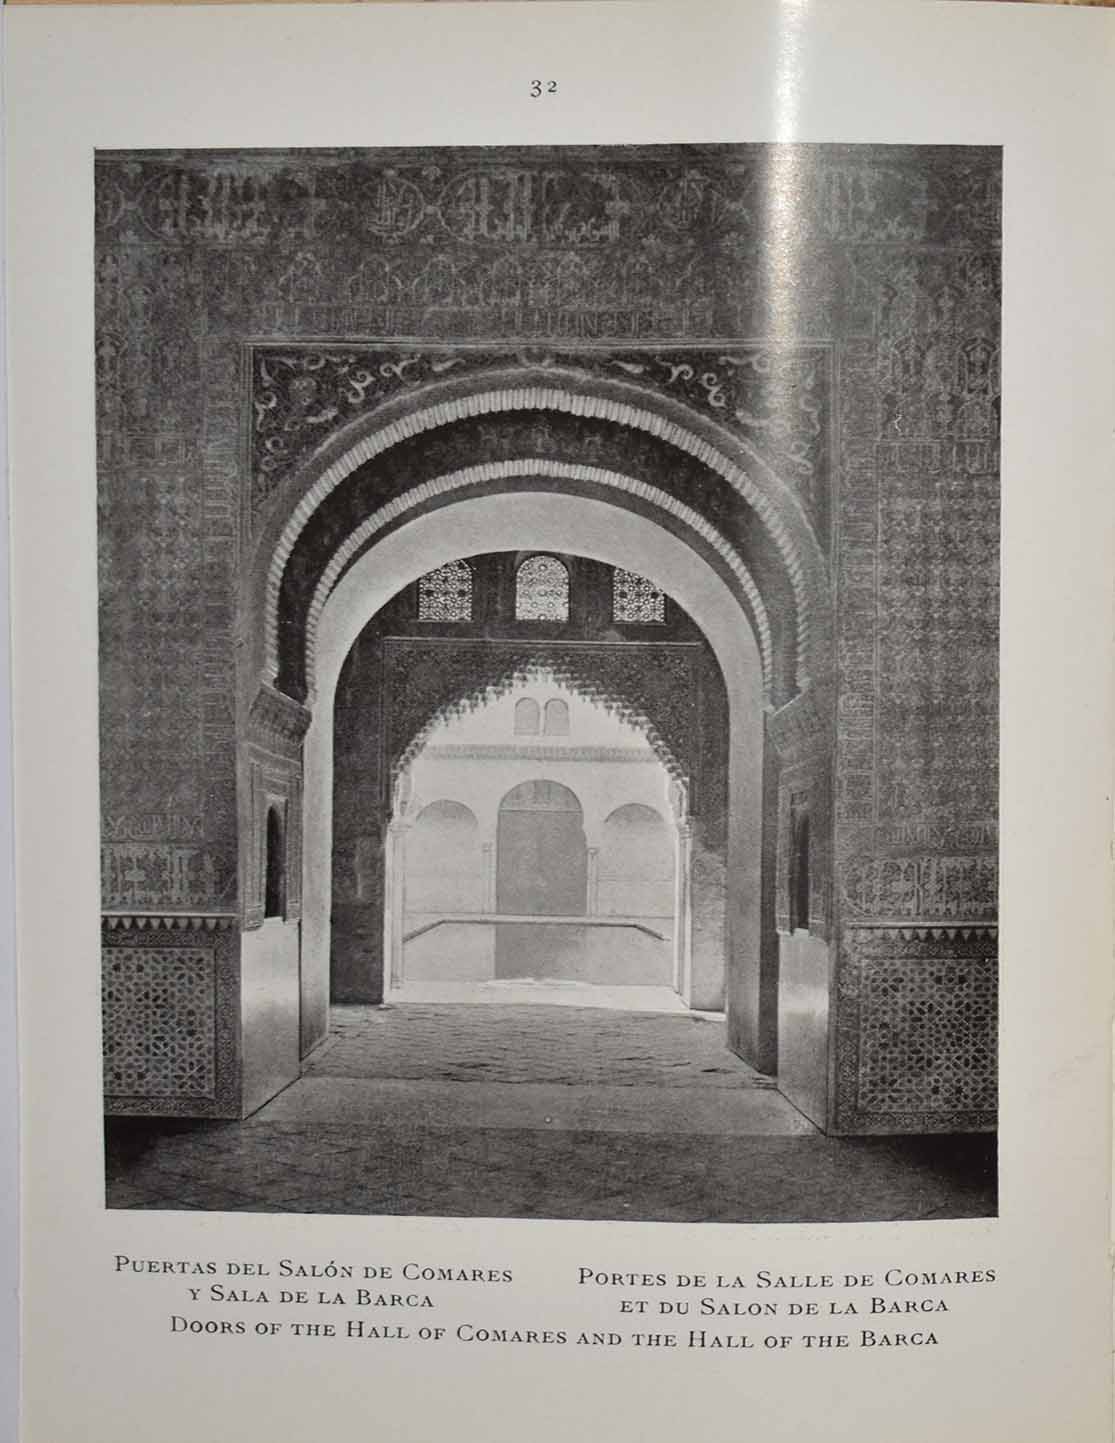 32
PUERTAS DEL SALÓN DE COMARES
Y SALA DE LA BARCA
PORTES DE LA SALLE DE COMARES
ET DU SALON DE LA BARCA
DOORS OF THE HALL OF COMARES AND THE HALL OF THE BARCA